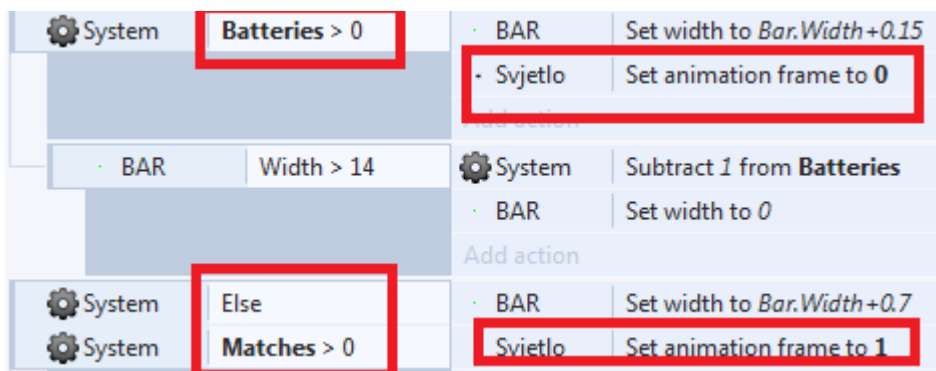 System Batteries > 0 BAR Set width to Bar.Width+0.15
Svjetlo Set animation frame to 0
Add action
BAR Width > 14 System Subtract 1 from Batteries
BAR Set width to 0
Add action
System Else BAR Set width to Bar.Width+0.7
System Matches > 0 Svjetlo Set animation frame to 1